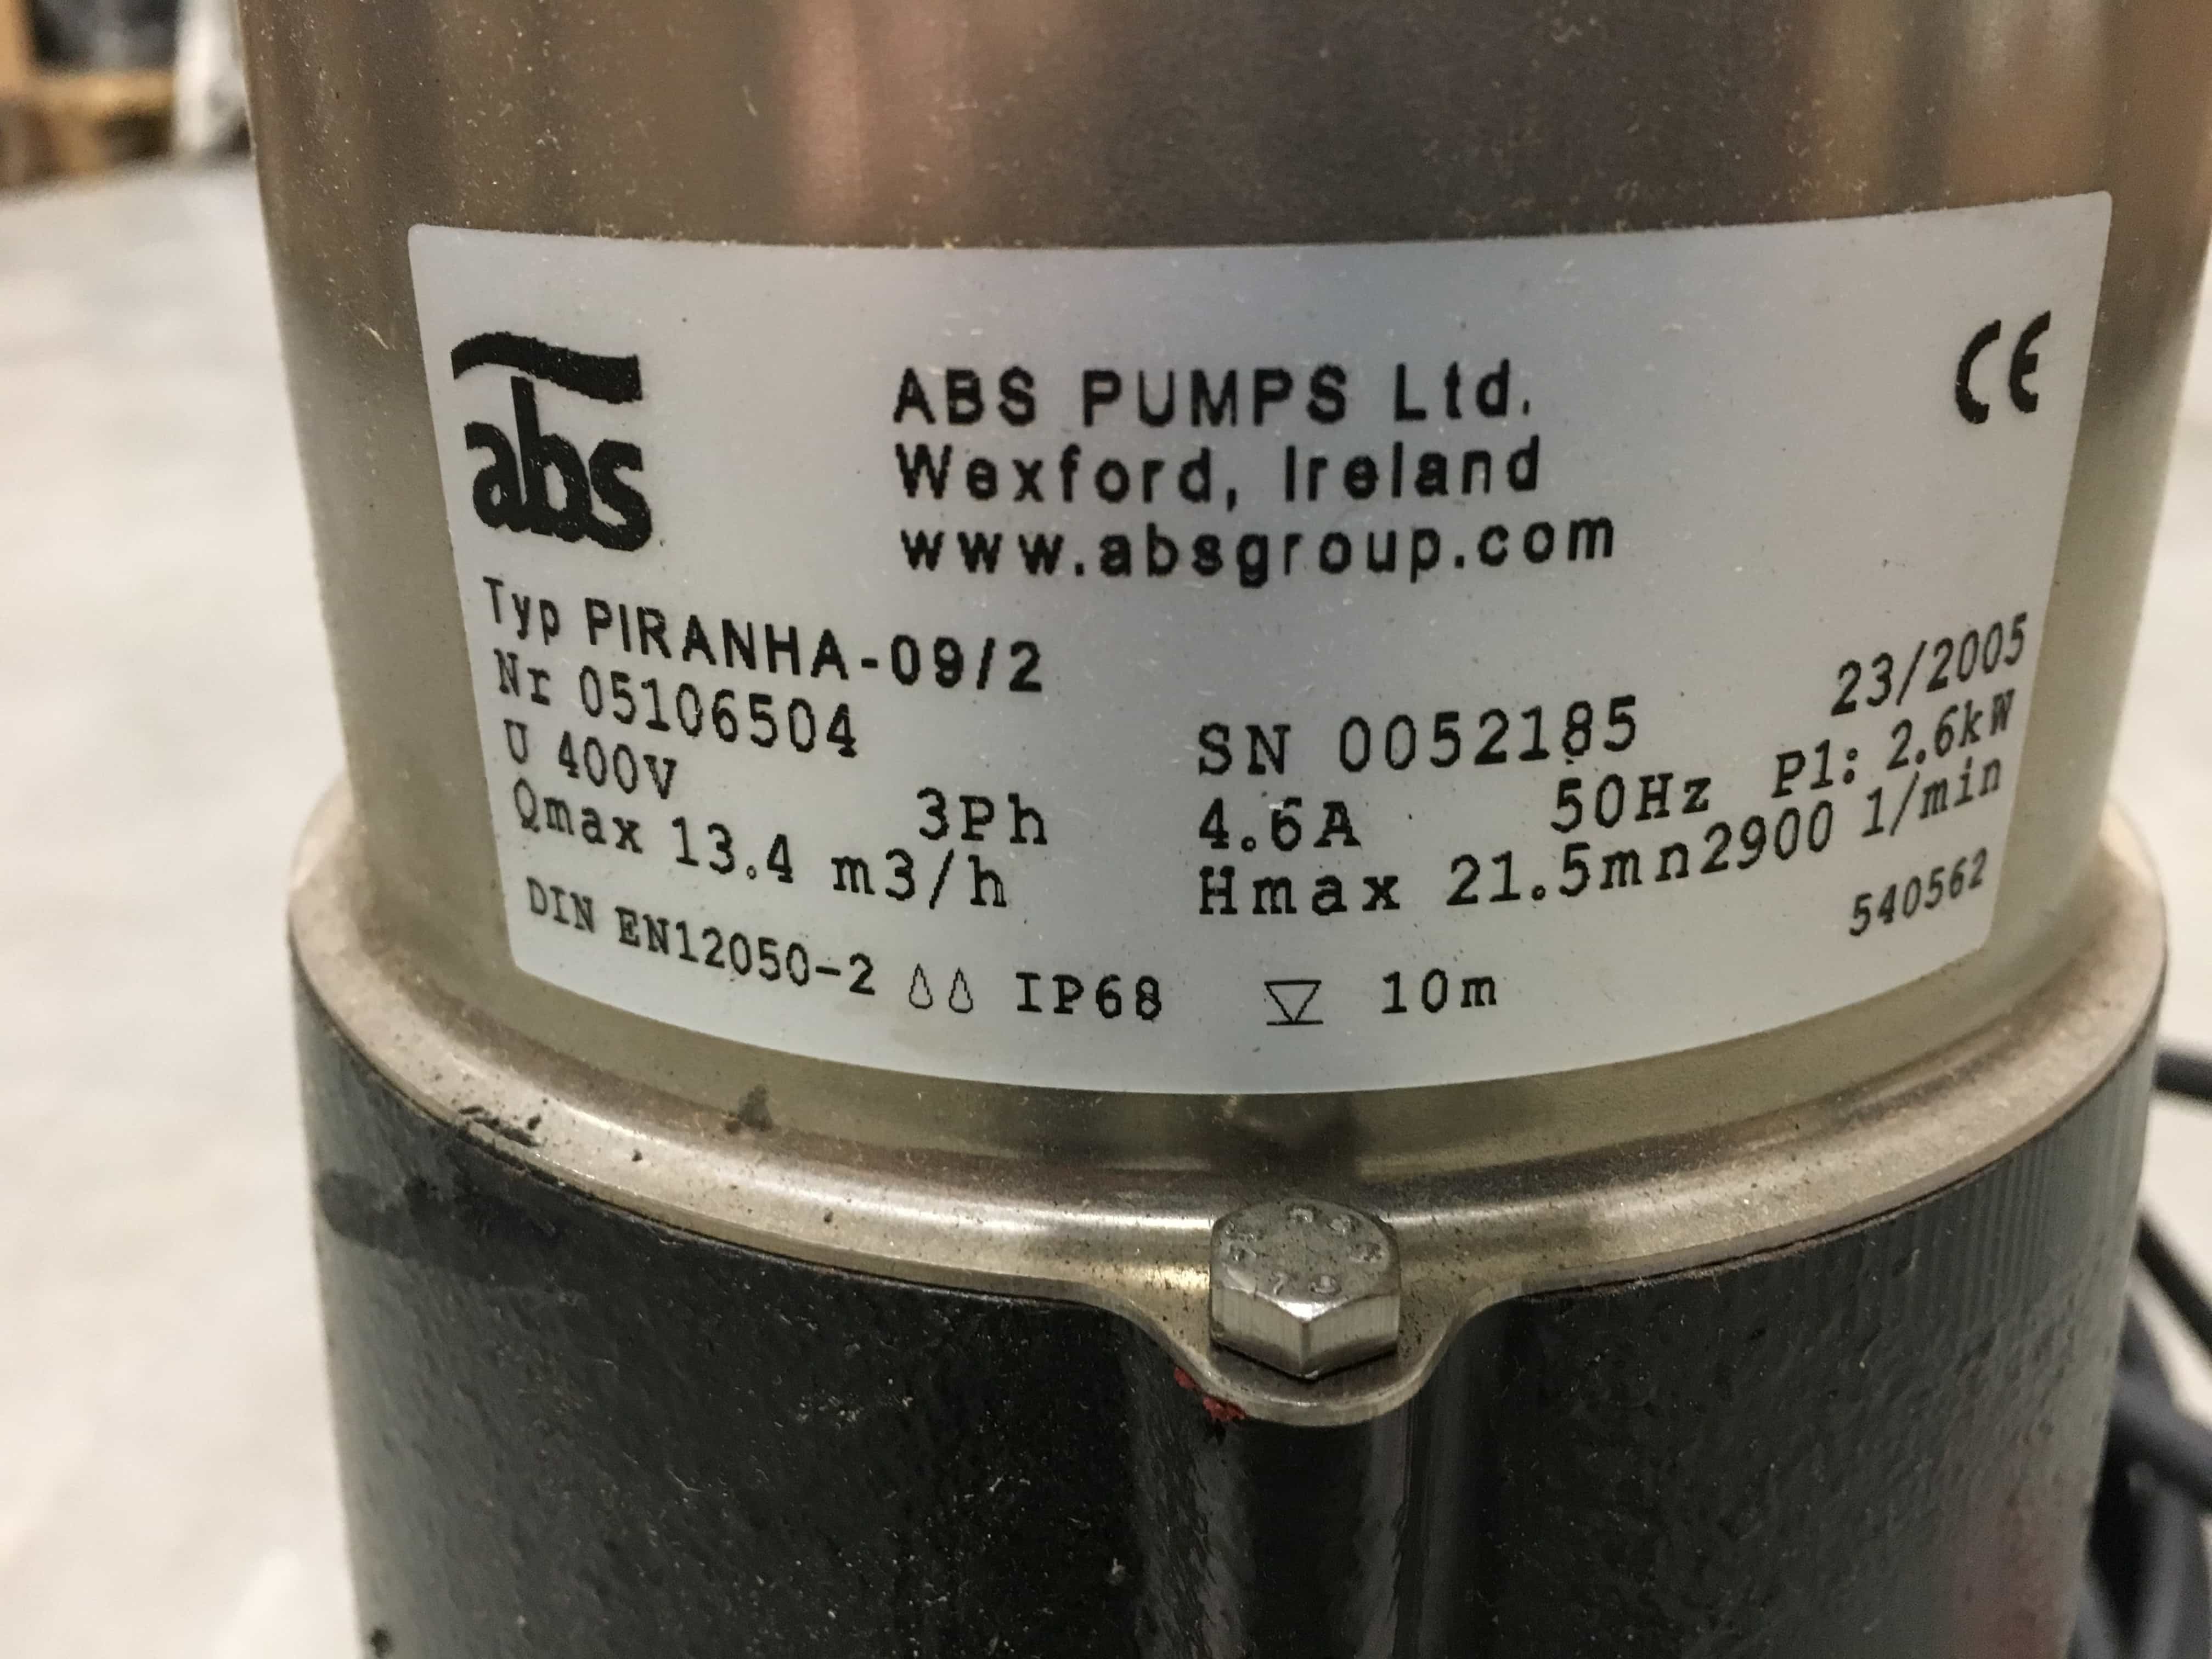 abs
ABS PUMPS Ltd.
Wexford, Ireland
www.absgroup.com
CE
Typ PIRANHA-09/2
23/2005
Nr 05106504 SN 0052185
U 400V 3Ph 4.6A 50Hz P1: 2.6kW
Qmax 13.4 m3/h Hmax 21.5mn2900 1/min
DIN EN12050-2 IP68 10m 540562